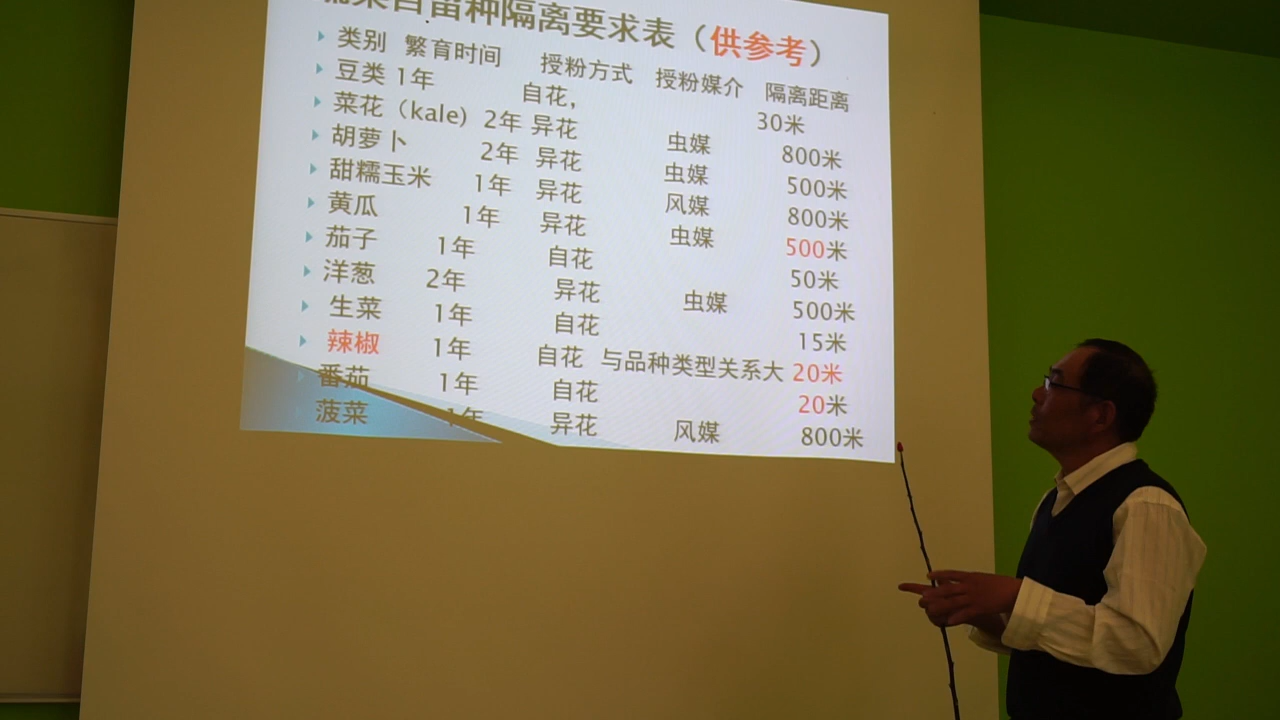 蔬菜自留种隔离要求表（供参考）
类别 繁育时间 授粉方式 授粉媒介 隔离距离
豆类 1年 自花， 30米
菜花（kale) 2年 异花 虫媒 800米
胡萝卜 2年 异花 虫媒 500米
甜糯玉米 1年 异花 风媒 800米
黄瓜 1年 异花 虫媒 500米
茄子 1年 自花 50米
洋葱 2年 异花 虫媒 500米
生菜 1年 自花 15米
辣椒 1年 自花 与品种类型关系大 20米
番茄 1年 自花 20米
菠菜 1年 异花 风媒 800米